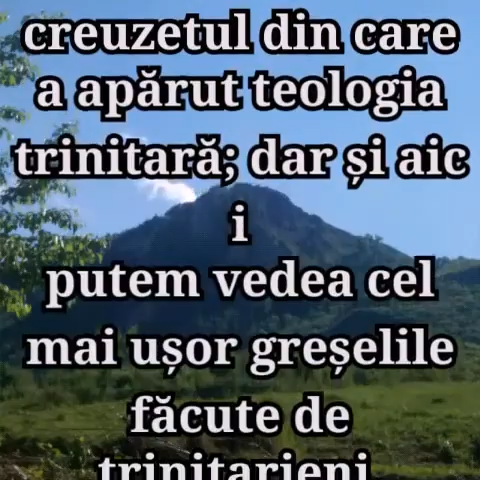 creuzetul din care
a apărut teologia
trinitară; dar și aic
i
putem vedea cel
mai ușor greșelile
făcute de
trinitarieni